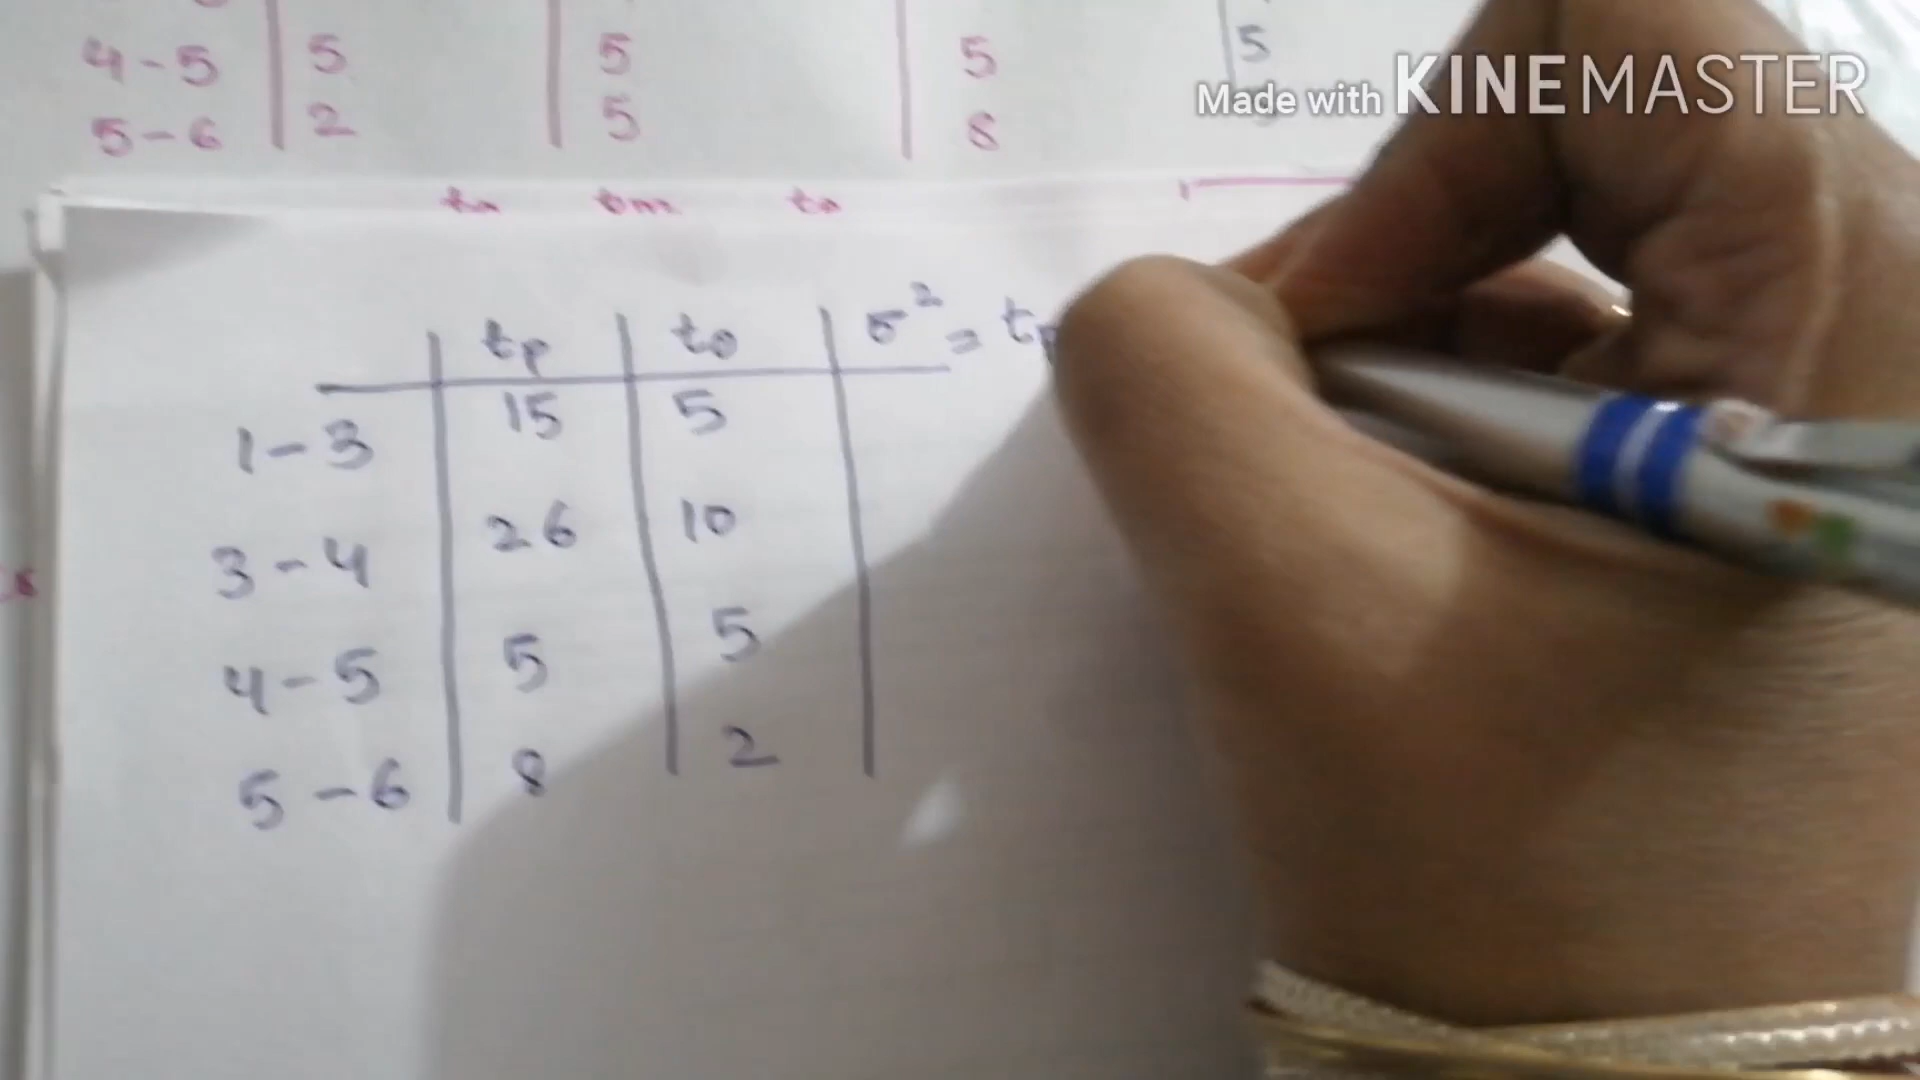 4-5 5 5 5 5
5-6 2 5 8
Made with KINEMASTER
tp to σ² = tp
1-3 15 5
3-4 26 10
4-5 5 5
5-6 8 2